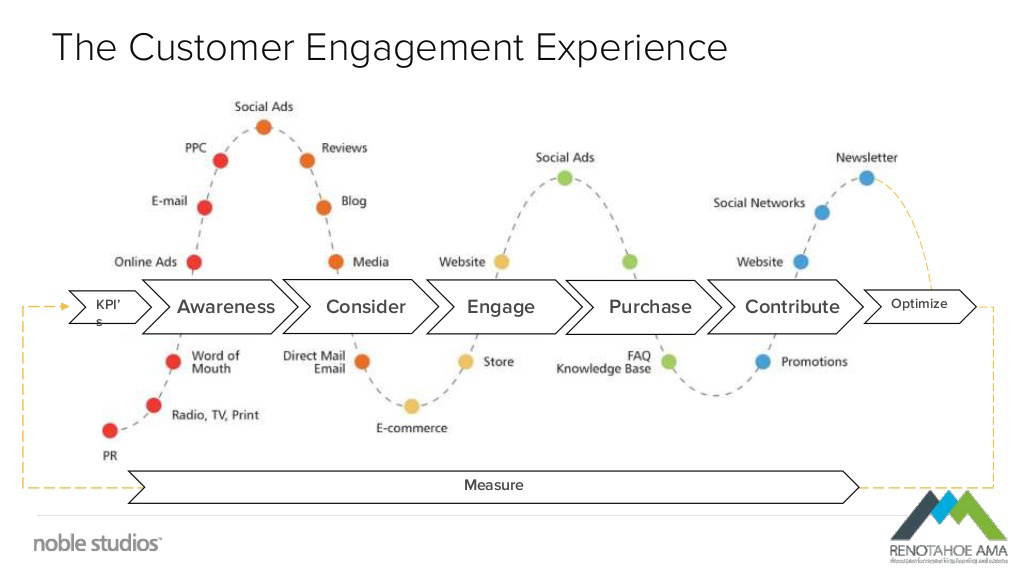 The Customer Engagement Experience
Social Ads
PPC
Reviews
E-mail
Blog
Online Ads
Media
Social Ads
Website
Newsletter
Social Networks
Website
KPI'
s
Awareness
Consider
Engage
Purchase
Contribute
Optimize
Word of
Mouth
Radio, TV, Print
PR
Direct Mail
Email
E-commerce
Store
FAQ
Knowledge Base
Promotions
Measure
noble studios
RENOTAHOE AMA